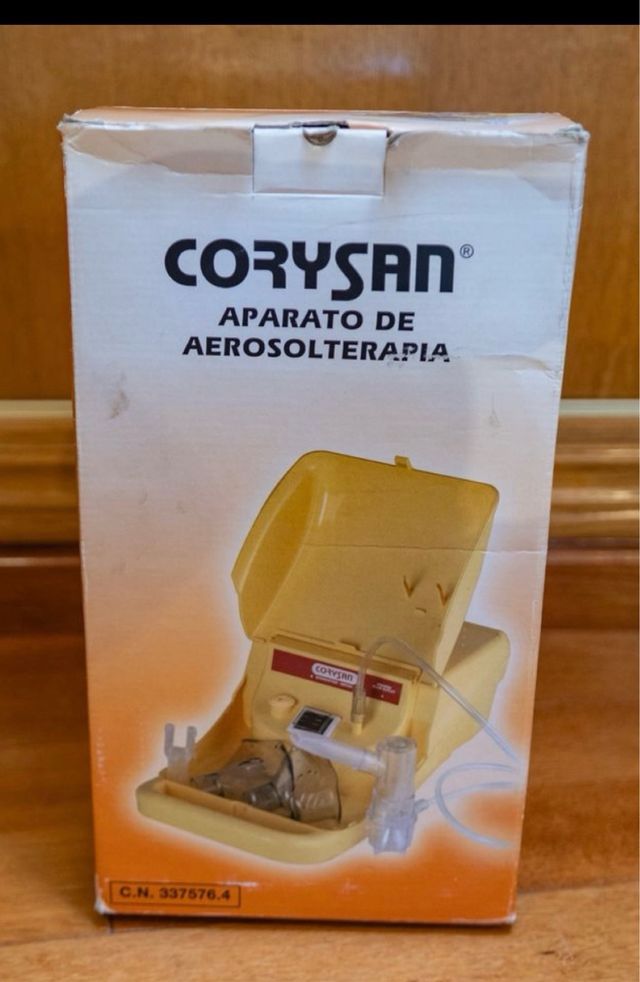 CORYSAN®
APARATO DE
AEROSOLTERAPIA
CORYSAN
C.N. 337576.4